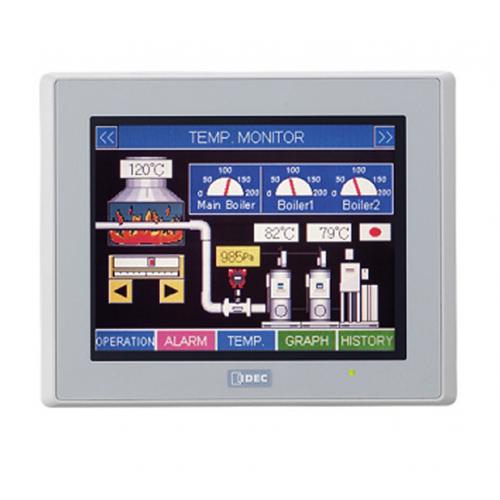 << TEMP. MONITOR >>
120°C
100 100 100
50 150 50 150 50 150
0 200 0 200 0 200
Main Boiler Boiler1 Boiler2
82°C 79°C
985Pa
OPERATION ALARM TEMP. GRAPH HISTORY
IDEC